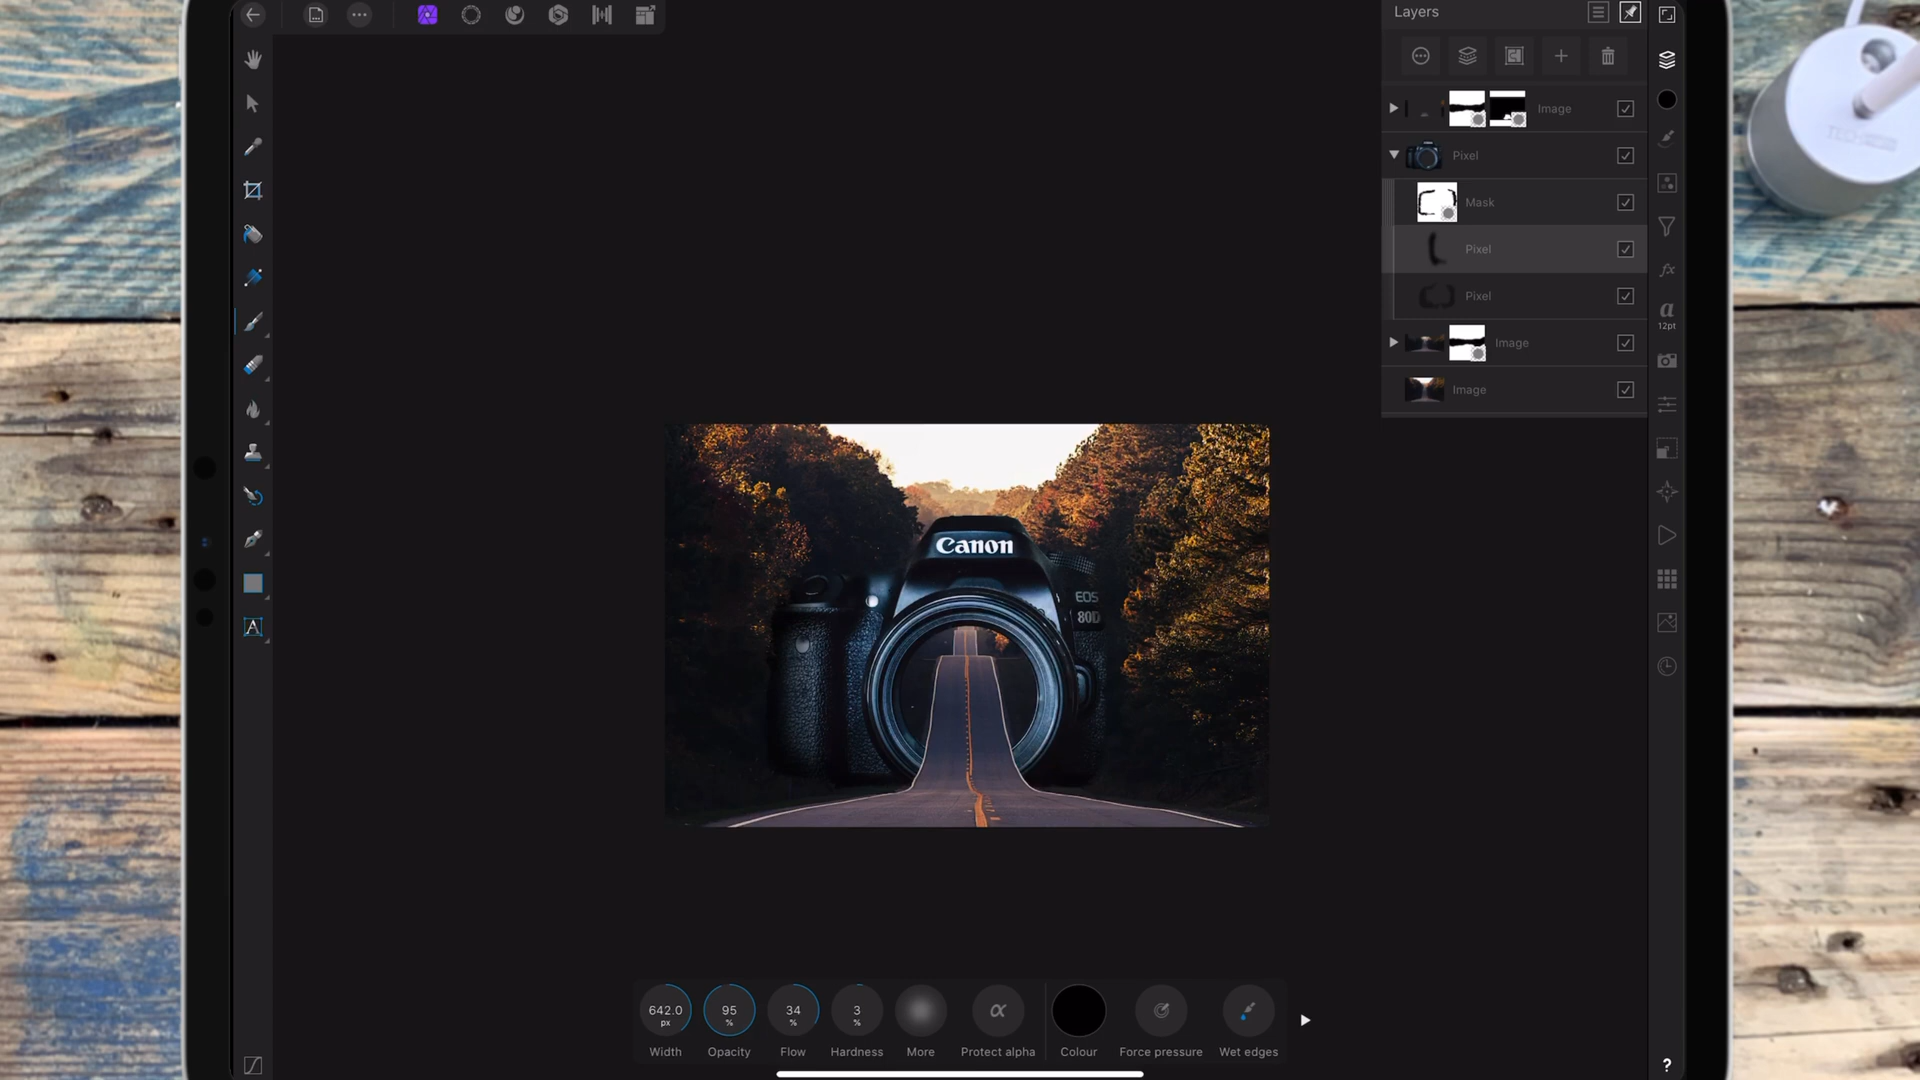 Layers
Image
Pixel
Mask
Pixel
Pixel
Image
Image
a
12pt
fx
A
Canon
EOS
80D
642.0
px
95
%
34
%
3
%
α
Width
Opacity
Flow
Hardness
More
Protect alpha
Colour
Force pressure
Wet edges
?